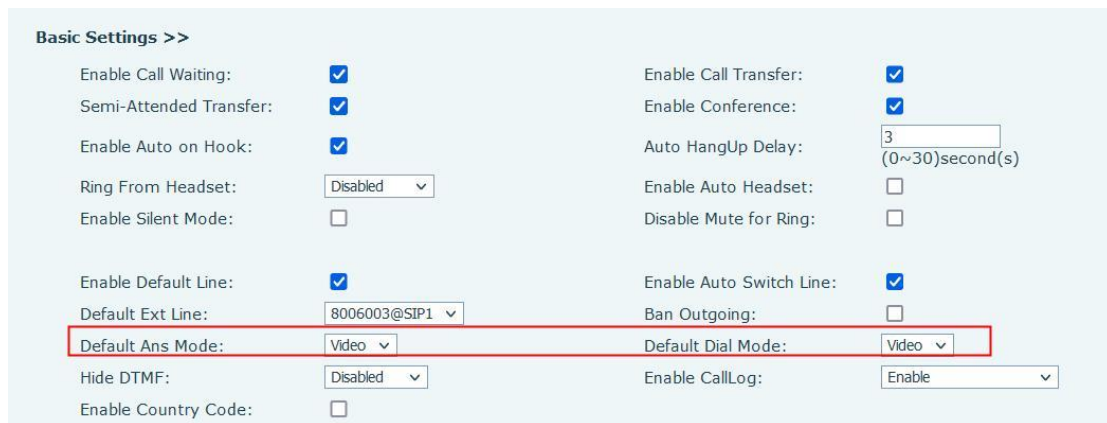 Basic Settings >>
Enable Call Waiting: Enable Call Transfer:
Semi-Attended Transfer: Enable Conference:
Enable Auto on Hook: Auto HangUp Delay: 3
(0~30)second(s)
Ring From Headset: Disabled Enable Auto Headset:
Enable Silent Mode: Disable Mute for Ring:
Enable Default Line: Enable Auto Switch Line:
Default Ext Line: 8006003@SIP1 Ban Outgoing:
Default Ans Mode: Video Default Dial Mode: Video
Hide DTMF: Disabled Enable CallLog: Enable
Enable Country Code: